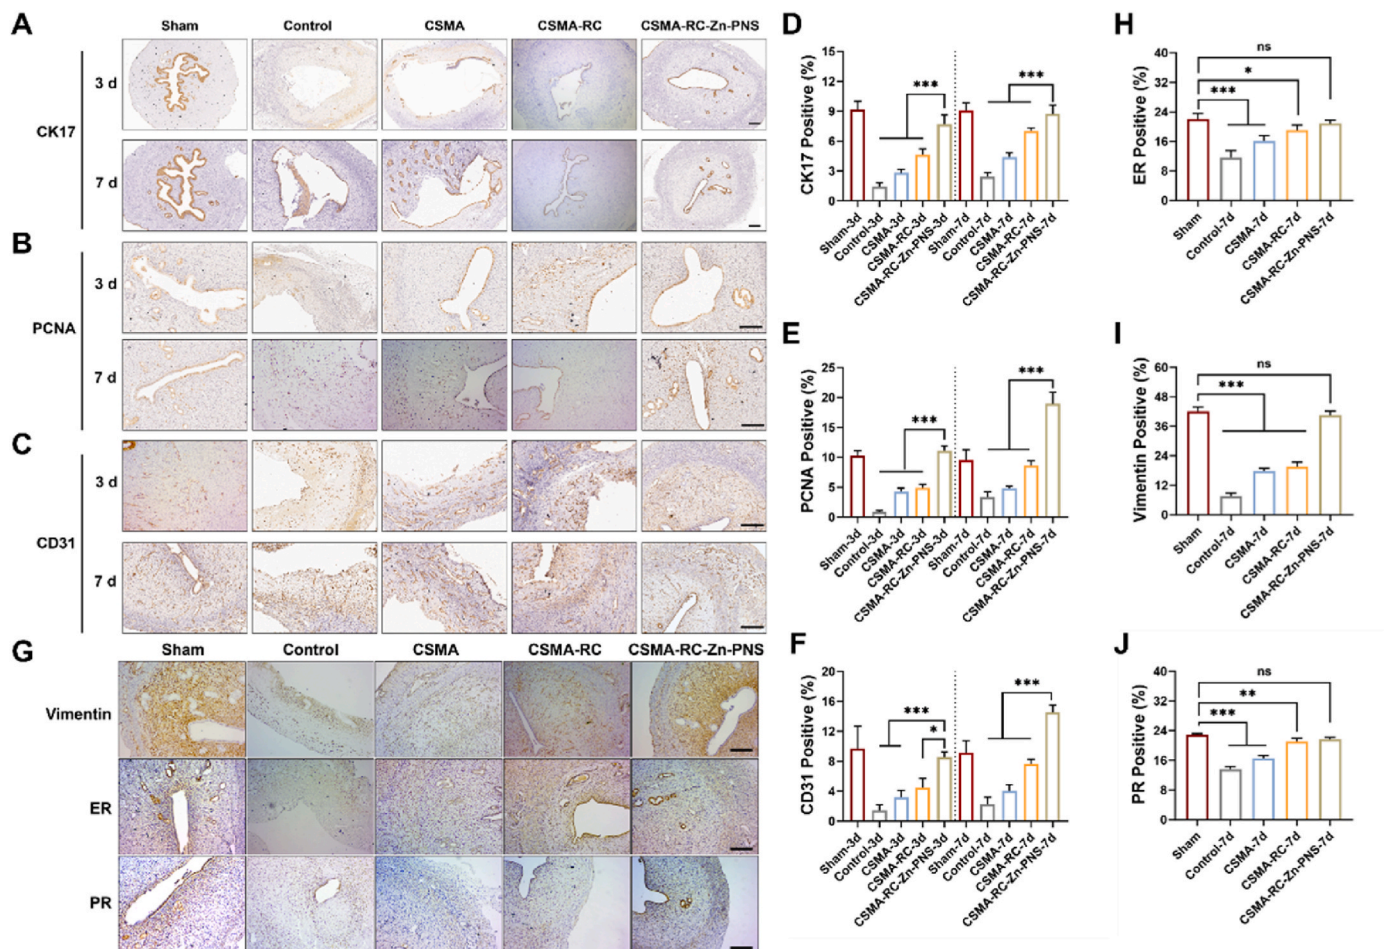 A
Sham
Control
CSMA
CSMA-RC
CSMA-RC-Zn-PNS
3 d
CK17
7 d
B
3 d
PCNA
7 d
C
3 d
CD31
7 d
G
Sham
Control
CSMA
CSMA-RC
CSMA-RC-Zn-PNS
Vimentin
ER
PR
D
CK17 Positive (%)
15
12
9
6
3
0
***
***
Sham-3d
Control-3d
CSMA-3d
CSMA-RC-3d
CSMA-RC-Zn-PNS-3d
Sham-7d
Control-7d
CSMA-7d
CSMA-RC-7d
CSMA-RC-Zn-PNS-7d
E
PCNA Positive (%)
25
20
15
10
5
0
***
***
Sham-3d
Control-3d
CSMA-3d
CSMA-RC-3d
CSMA-RC-Zn-PNS-3d
Sham-7d
Control-7d
CSMA-7d
CSMA-RC-7d
CSMA-RC-Zn-PNS-7d
F
CD31 Positive (%)
20
16
12
8
4
0
***
*
***
Sham-3d
Control-3d
CSMA-3d
CSMA-RC-3d
CSMA-RC-Zn-PNS-3d
Sham-7d
Control-7d
CSMA-7d
CSMA-RC-7d
CSMA-RC-Zn-PNS-7d
H
ER Positive (%)
40
32
24
16
8
0
ns
*
***
Sham
Control-7d
CSMA-7d
CSMA-RC-7d
CSMA-RC-Zn-PNS-7d
I
Vimentin Positive (%)
60
48
36
24
12
0
ns
***
Sham
Control-7d
CSMA-7d
CSMA-RC-7d
CSMA-RC-Zn-PNS-7d
J
PR Positive (%)
40
32
24
16
8
0
ns
**
***
Sham
Control-7d
CSMA-7d
CSMA-RC-7d
CSMA-RC-Zn-PNS-7d